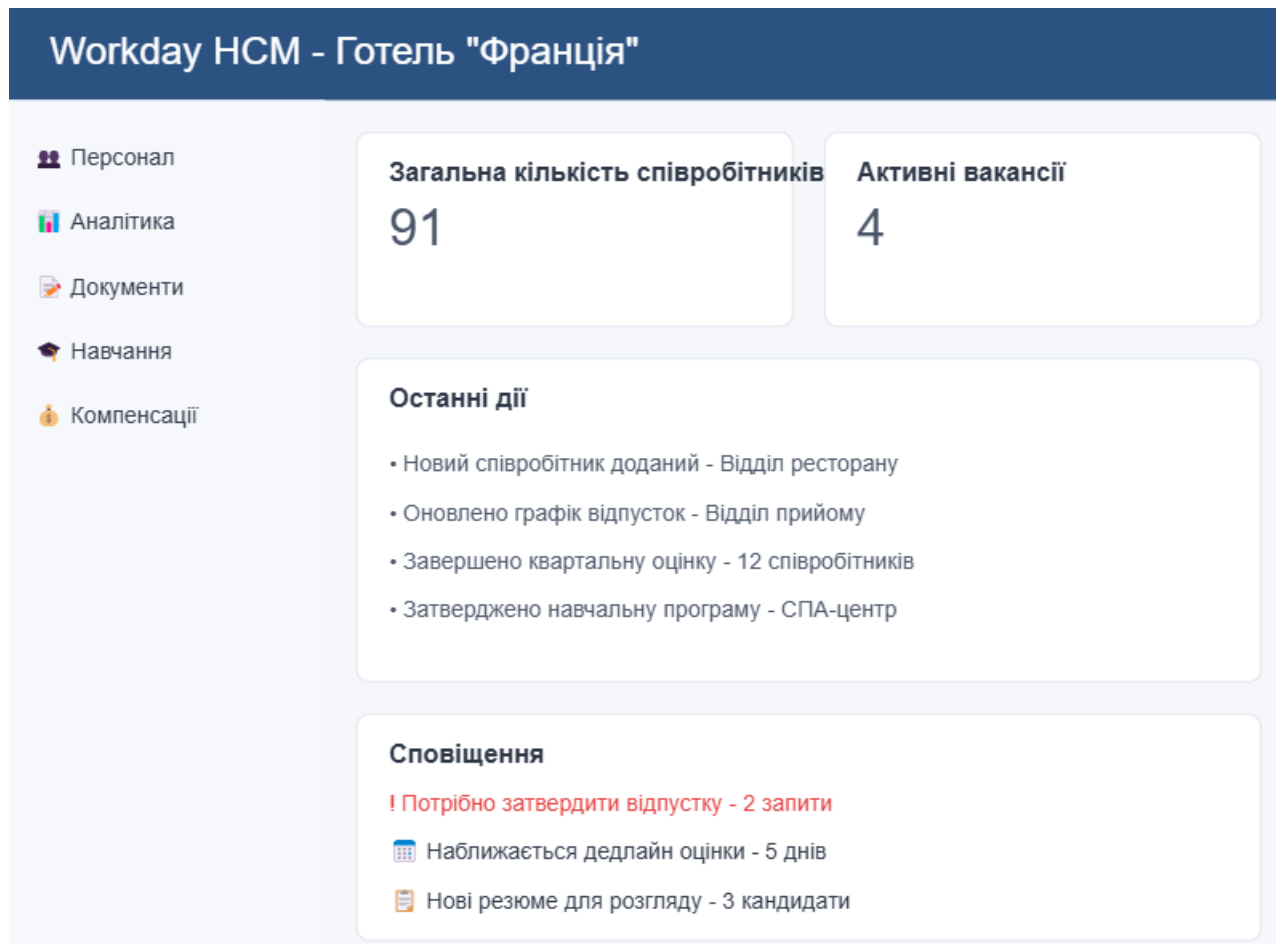 Workday HCM - Готель "Франція"
Персонал
Аналітика
Документи
Навчання
Компенсації
Загальна кількість співробітників
91
Активні вакансії
4
Останні дії
• Новий співробітник доданий - Відділ ресторану
• Оновлено графік відпусток - Відділ прийому
• Завершено квартальну оцінку - 12 співробітників
• Затверджено навчальну програму - СПА-центр
Сповіщення
! Потрібно затвердити відпустку - 2 запити
Наближається дедлайн оцінки - 5 днів
Нові резюме для розгляду - 3 кандидати